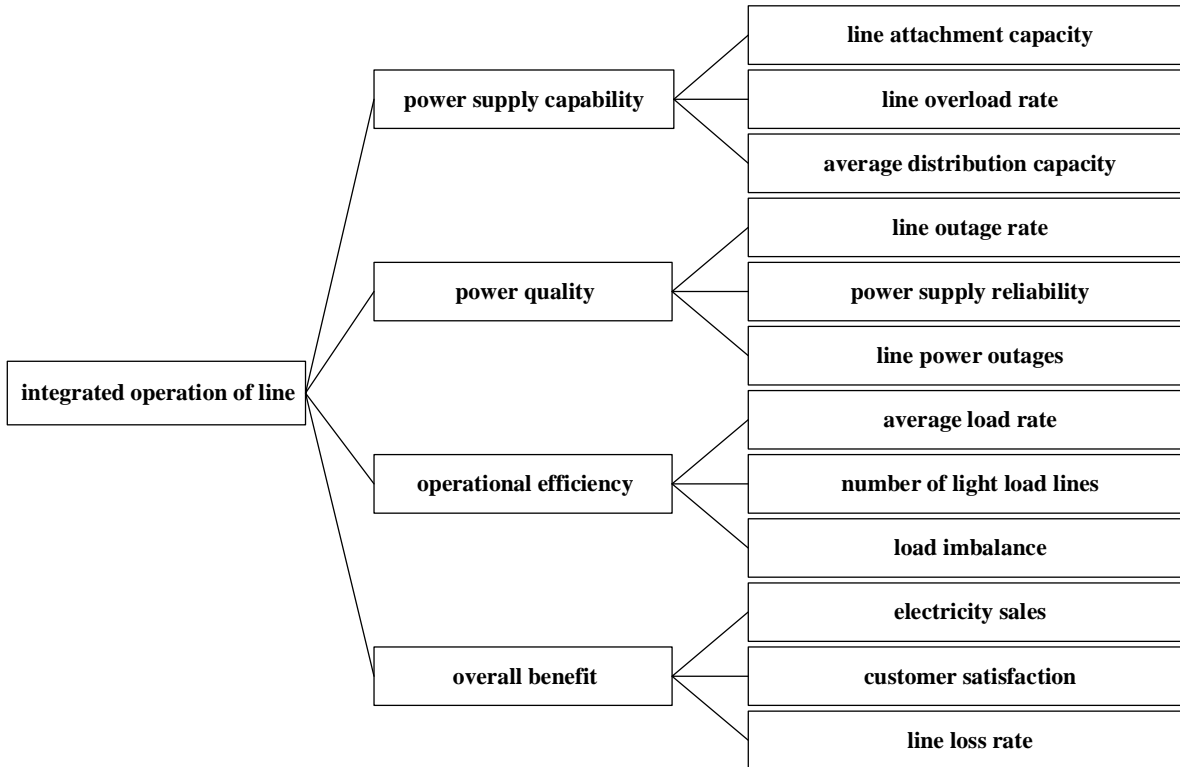 integrated operation of line
power supply capability
line attachment capacity
line overload rate
average distribution capacity
power quality
line outage rate
power supply reliability
line power outages
operational efficiency
average load rate
number of light load lines
load imbalance
overall benefit
electricity sales
customer satisfaction
line loss rate